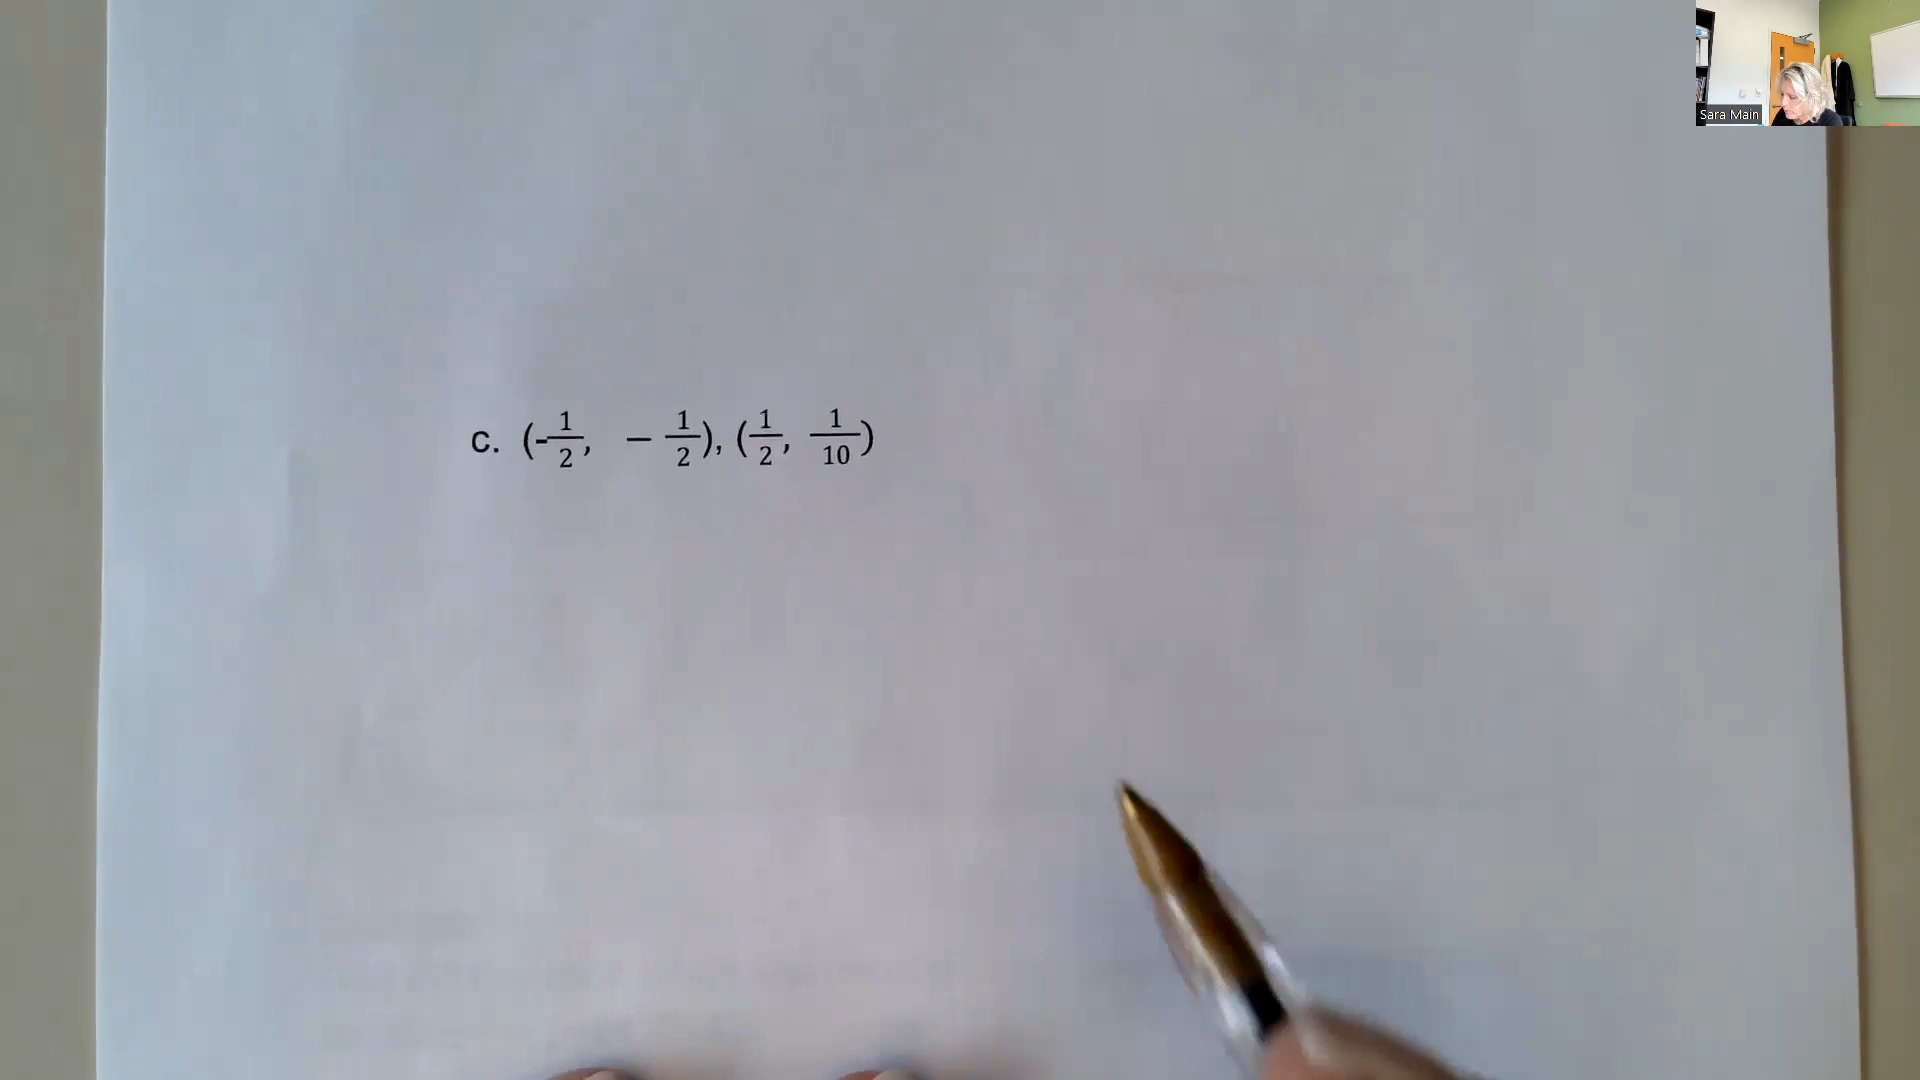 Sara Main
c. (-1/2, − 1/2), (1/2, 1/10)